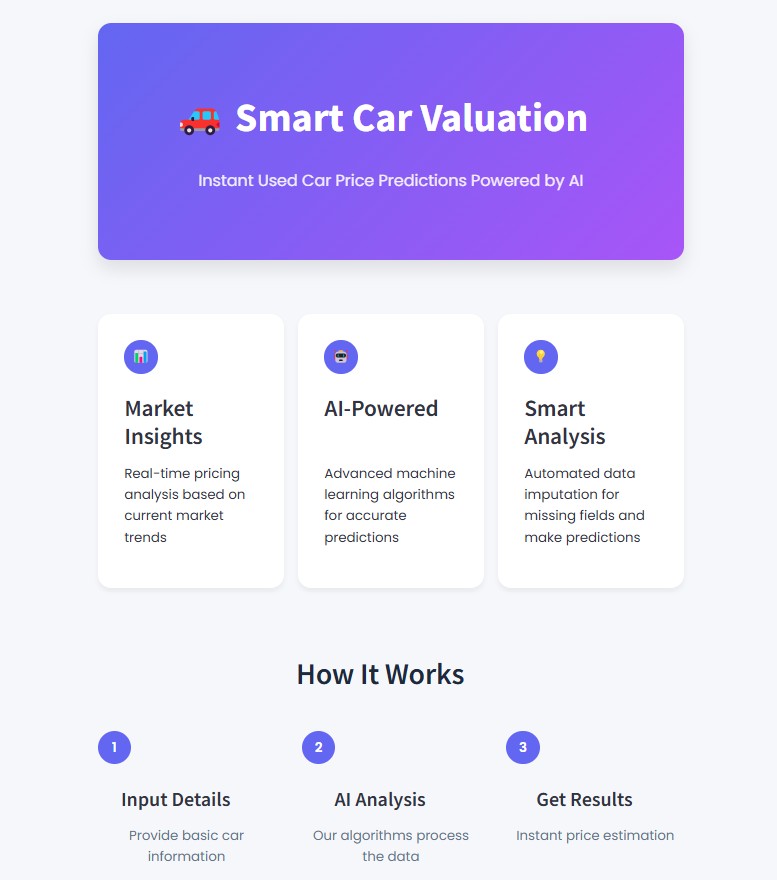 🚗 Smart Car Valuation
Instant Used Car Price Predictions Powered by AI
Market
Insights
Real-time pricing
analysis based on
current market
trends
AI-Powered
Advanced machine
learning algorithms
for accurate
predictions
Smart
Analysis
Automated data
imputation for
missing fields and
make predictions
How It Works
1
Input Details
Provide basic car
information
2
AI Analysis
Our algorithms process
the data
3
Get Results
Instant price estimation